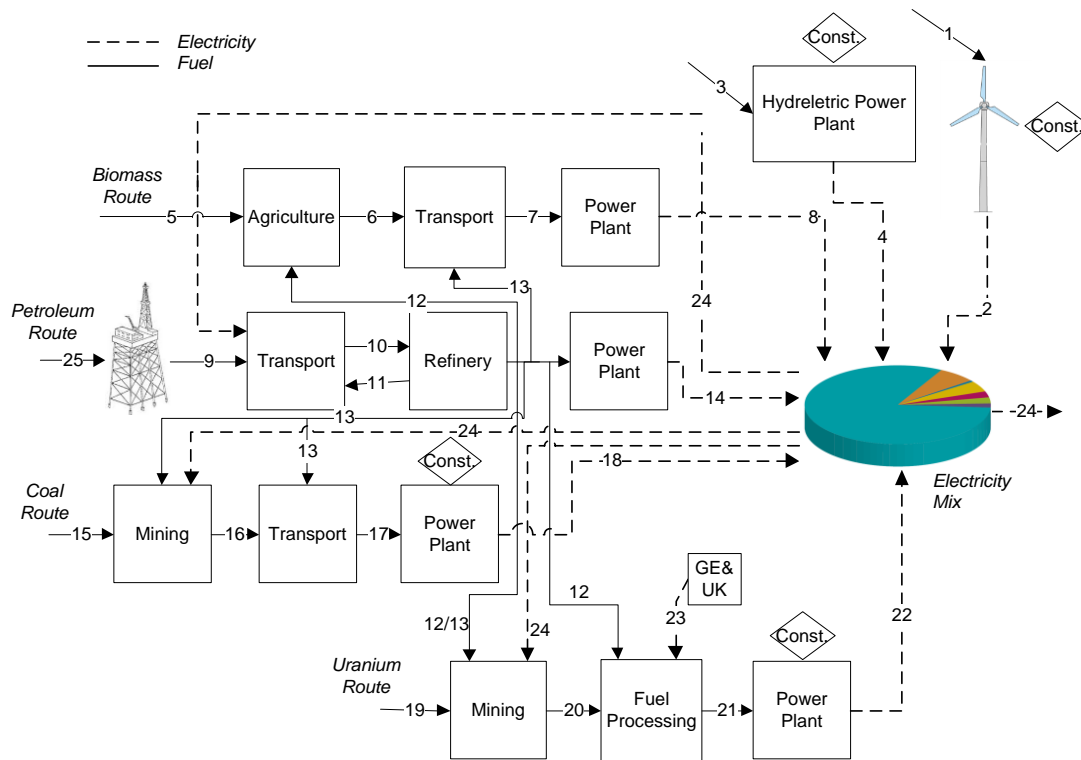 Electricity
Fuel
Const.
1
3
Hydreletric Power
Plant
Const.
Biomass
Route
5
Agriculture
6
Transport
7
Power
Plant
8
4
2
12
13
24
Petroleum
Route
25
9
Transport
10
11
Refinery
Power
Plant
14
24
13
24
13
Const.
18
Electricity
Mix
Coal
Route
15
Mining
16
Transport
17
Power
Plant
GE&
UK
12
23
12/13
24
Const.
22
Uranium
Route
19
Mining
20
Fuel
Processing
21
Power
Plant